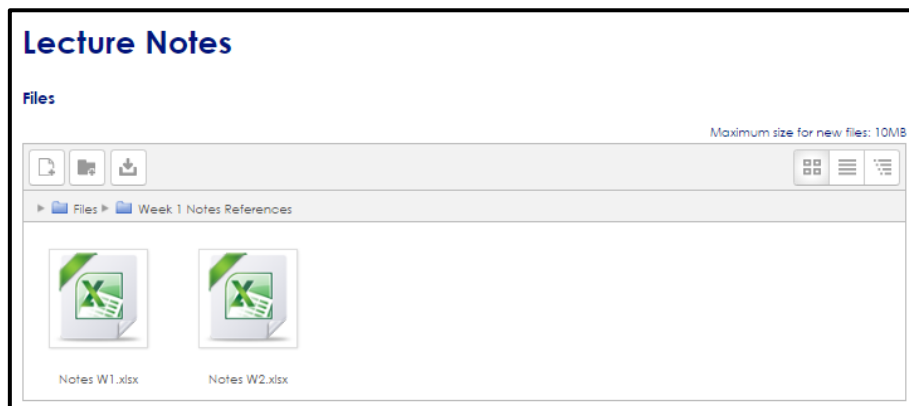 Lecture Notes
Files
Maximum size for new files: 10MB
Files Week 1 Notes References
Notes W1.xlsx Notes W2.xlsx